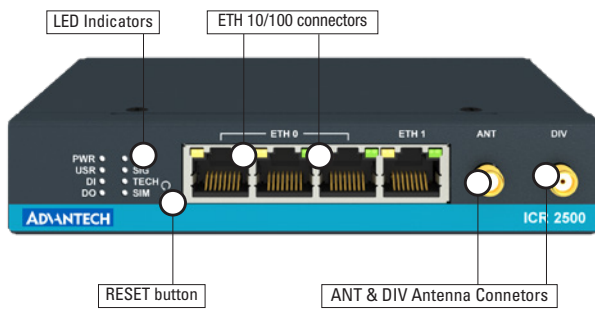 LED Indicators
ETH 10/100 connectors
ETH 0
ETH 1
ANT
DIV
PWR
USR
SIG
DI
TECH
DO
SIM
ADVANTECH
ICR 2500
RESET button
ANT & DIV Antenna Connetors